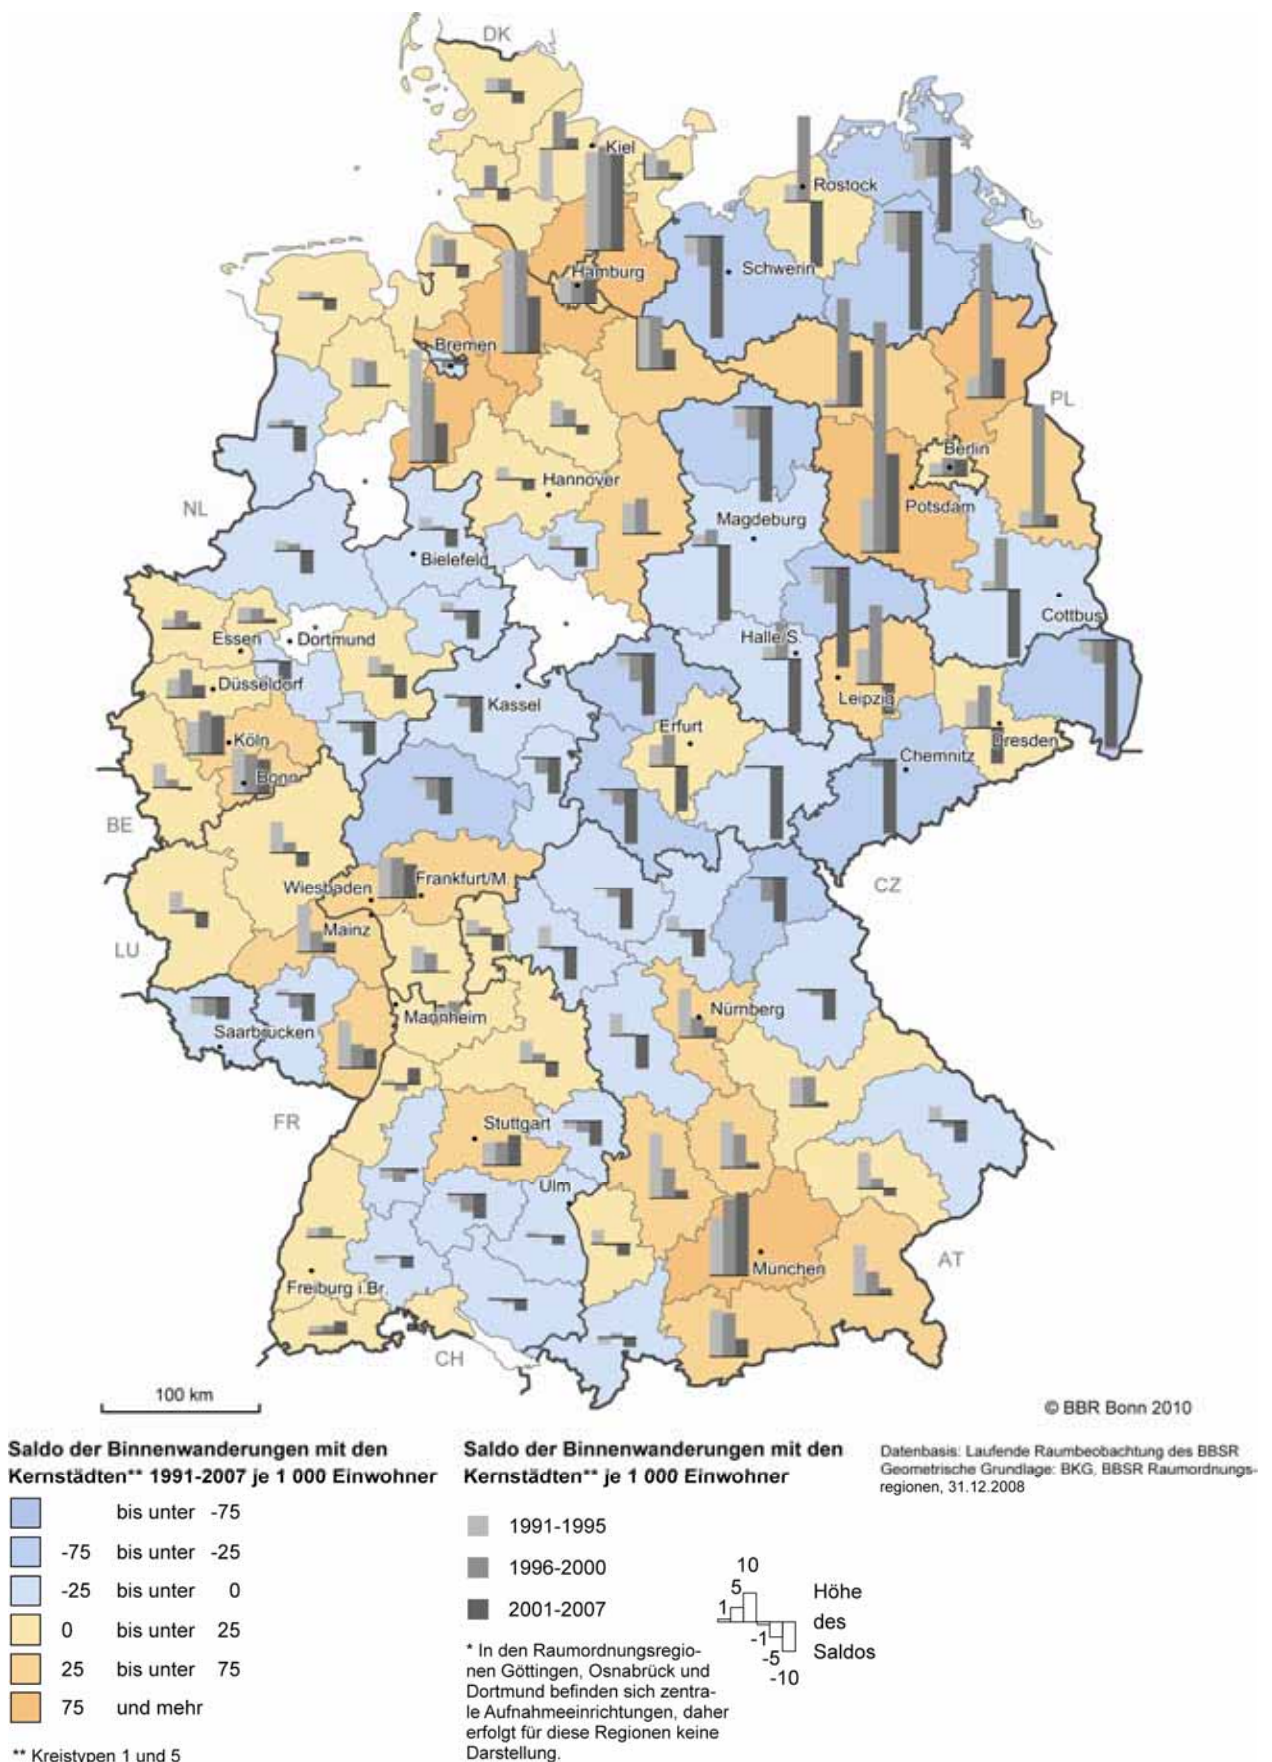 DK
Kiel
Rostock
Hamburg
Schwerin
Bremen
PL
Berlin
Hannover
NL
Potsdam
Magdeburg
Bielefeld
Cottbus
Essen
Dortmund
Halle/S.
Düsseldorf
Leipzig
Kassel
Erfurt
Köln
Dresden
Chemnitz
Bonn
BE
Wiesbaden
Frankfurt/M.
CZ
Mainz
LU
Nürnberg
Mannheim
Saarbrücken
FR
Stuttgart
Ulm
AT
München
Freiburg i.Br.
CH
100 km
© BBR Bonn 2010
Saldo der Binnenwanderungen mit den
Kernstädten** 1991-2007 je 1 000 Einwohner
bis unter -75
-75 bis unter -25
-25 bis unter 0
0 bis unter 25
25 bis unter 75
75 und mehr
** Kreistypen 1 und 5
Saldo der Binnenwanderungen mit den
Kernstädten** je 1 000 Einwohner
1991-1995
1996-2000
2001-2007
* In den Raumordnungsregio-
nen Göttingen, Osnabrück und
Dortmund befinden sich zentra-
le Aufnahmeeinrichtungen, daher
erfolgt für diese Regionen keine
Darstellung.
10
5
1
-1
-5
-10
Höhe
des
Saldos
Datenbasis: Laufende Raumbeobachtung des BBSR
Geometrische Grundlage: BKG, BBSR Raumordnungs-
regionen, 31.12.2008